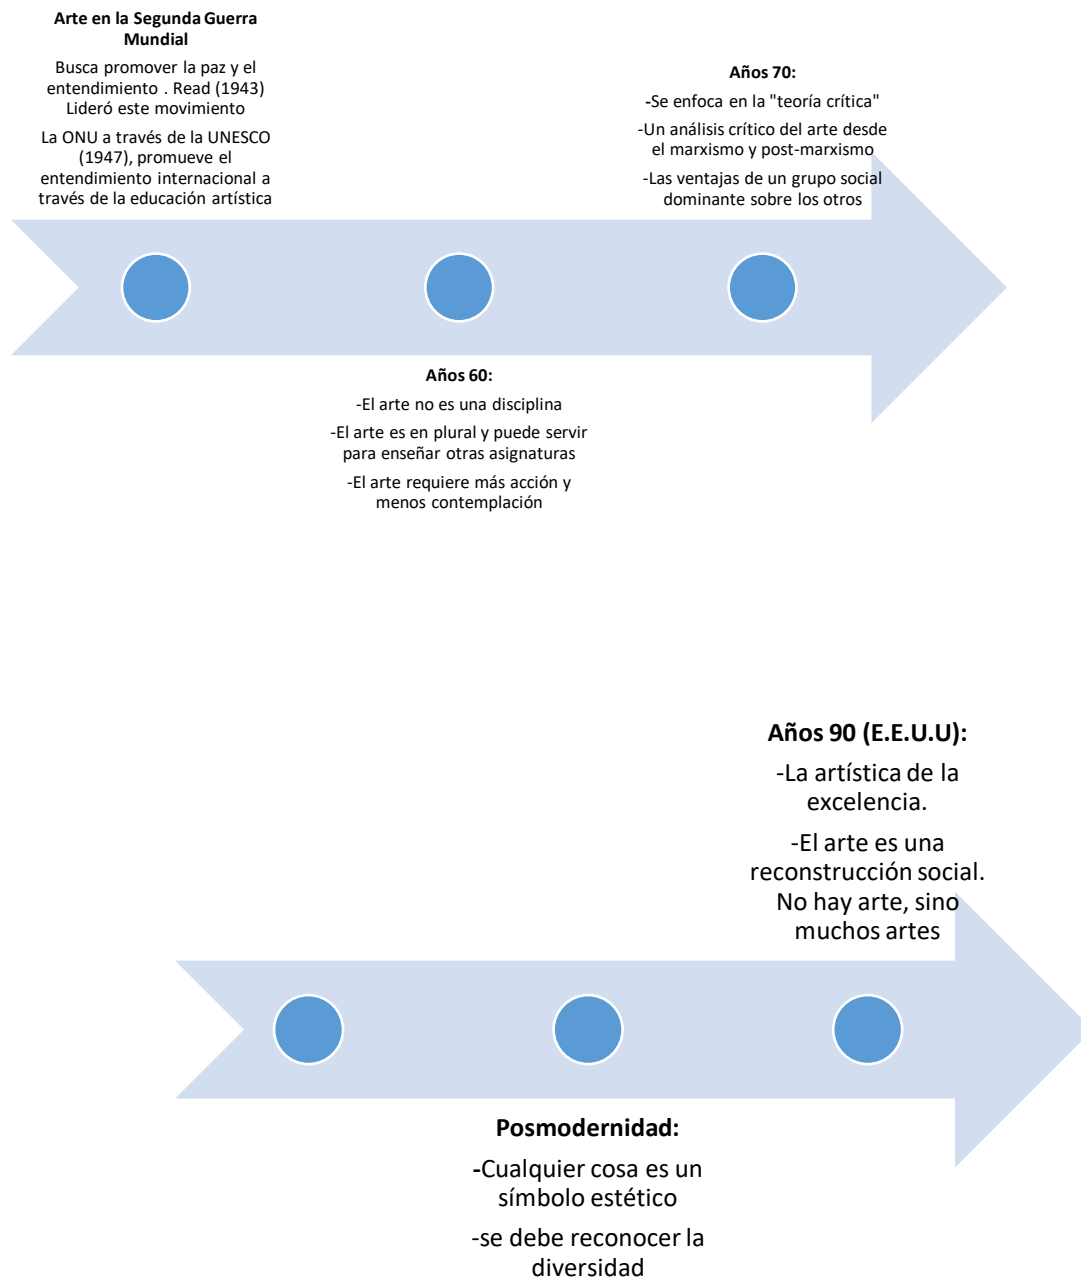 Arte en la Segunda Guerra
Mundial
Busca promover la paz y el
entendimiento . Read (1943)
Lideró este movimiento
La ONU a través de la UNESCO
(1947), promueve el
entendimiento internacional a
través de la educación artística
Años 60:
-El arte no es una disciplina
-El arte es en plural y puede servir
para enseñar otras asignaturas
-El arte requiere más acción y
menos contemplación
Años 70:
-Se enfoca en la "teoría crítica"
-Un análisis crítico del arte desde
el marxismo y post-marxismo
-Las ventajas de un grupo social
dominante sobre los otros
Posmodernidad:
-Cualquier cosa es un
símbolo estético
-se debe reconocer la
diversidad
Años 90 (E.E.U.U):
-La artística de la
excelencia.
-El arte es una
reconstrucción social.
No hay arte, sino
muchos artes